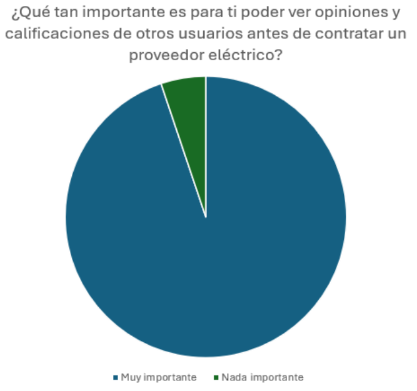 ¿Qué tan importante es para ti poder ver opiniones y
calificaciones de otros usuarios antes de contratar un
proveedor eléctrico?
Muy importante Nada importante